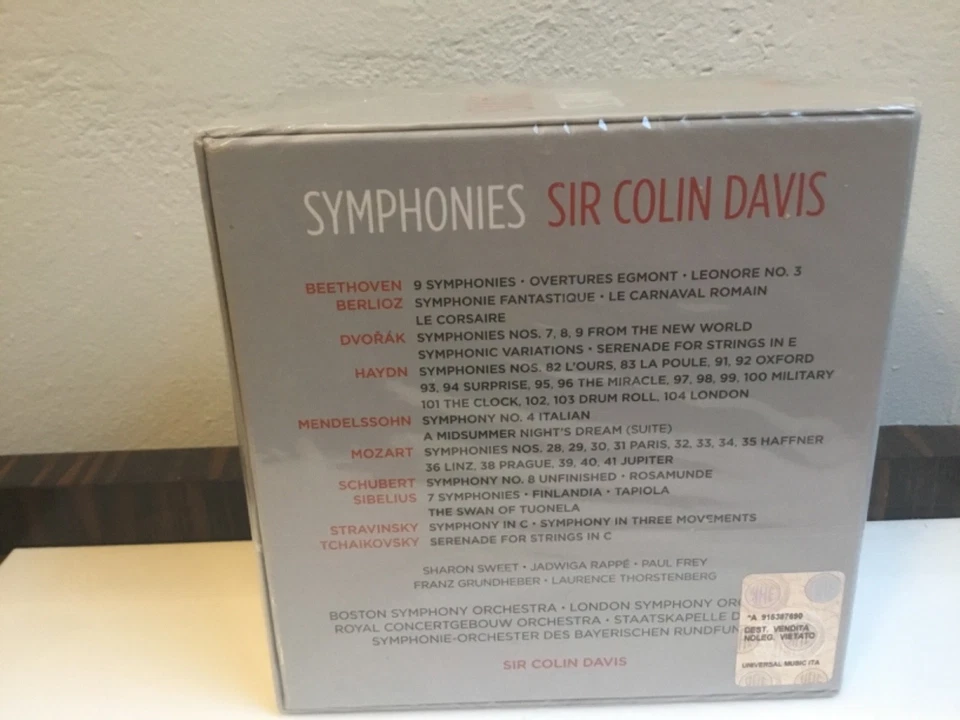 SYMPHONIES SIR COLIN DAVIS
BEETHOVEN 9 SYMPHONIES · OVERTURES EGMONT · LEONORE NO. 3
BERLIOZ SYMPHONIE FANTASTIQUE · LE CARNAVAL ROMAIN
LE CORSAIRE
DVOŘÁK SYMPHONIES NOS. 7, 8, 9 FROM THE NEW WORLD
SYMPHONIC VARIATIONS · SERENADE FOR STRINGS IN E
HAYDN SYMPHONIES NOS. 82 L'OURS, 83 LA POULE, 91, 92 OXFORD
93, 94 SURPRISE, 95, 96 THE MIRACLE, 97, 98, 99, 100 MILITARY
101 THE CLOCK, 102, 103 DRUM ROLL, 104 LONDON
MENDELSSOHN SYMPHONY NO. 4 ITALIAN
A MIDSUMMER NIGHT'S DREAM (SUITE)
MOZART SYMPHONIES NOS. 28, 29, 30, 31 PARIS, 32, 33, 34, 35 HAFFNER
36 LINZ, 38 PRAGUE, 39, 40, 41 JUPITER
SCHUBERT SYMPHONY NO. 8 UNFINISHED · ROSAMUNDE
SIBELIUS 7 SYMPHONIES · FINLANDIA · TAPIOLA
THE SWAN OF TUONELA
STRAVINSKY SYMPHONY IN C · SYMPHONY IN THREE MOVEMENTS
TCHAIKOVSKY SERENADE FOR STRINGS IN C
SHARON SWEET · JADWIGA RAPPÉ · PAUL FREY
FRANZ GRUNDHEBER · LAURENCE THORSTENBERG
BOSTON SYMPHONY ORCHESTRA · LONDON SYMPHONY OR
ROYAL CONCERTGEBOUW ORCHESTRA · STAATSKAPELLE D
SYMPHONIE-ORCHESTER DES BAYERISCHEN RUNDFUN
SIR COLIN DAVIS
*A 915387690
DEST. VENDITA
NOLEG. VIETATO
UNIVERSAL MUSIC ITA